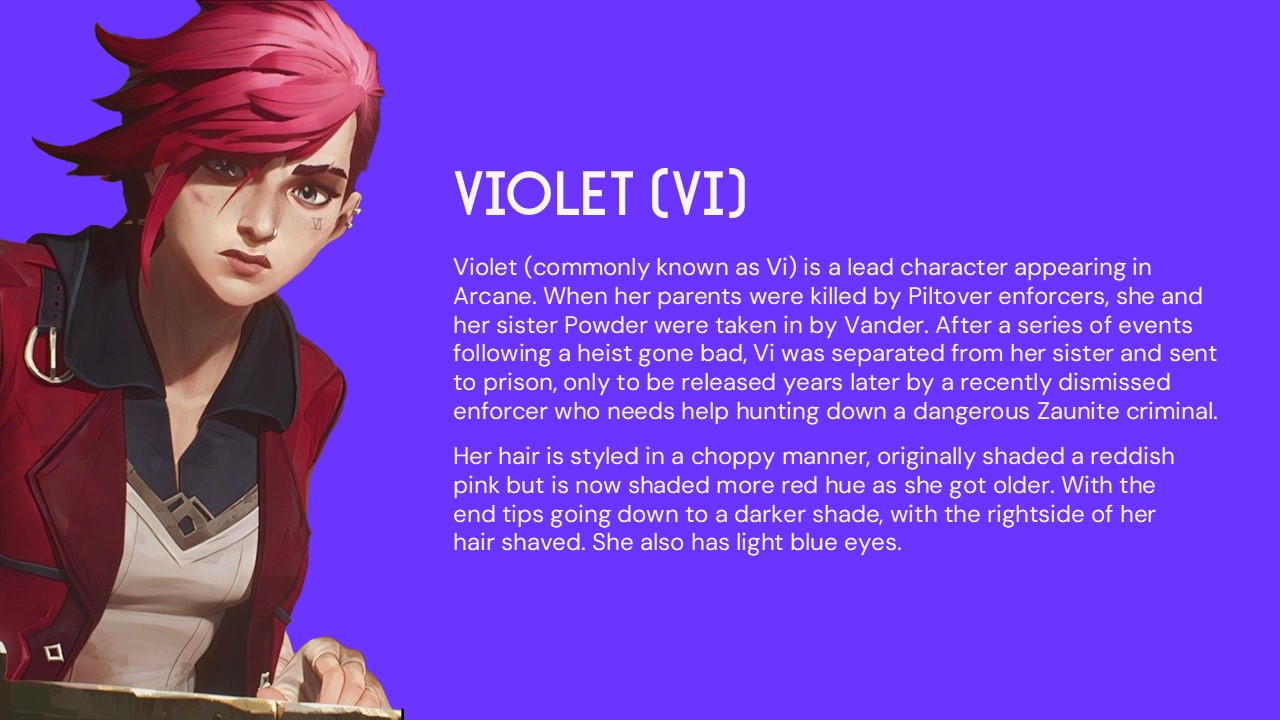 VI
VIOLET (VI)
Violet (commonly known as Vi) is a lead character appearing in
Arcane. When her parents were killed by Piltover enforcers, she and
her sister Powder were taken in by Vander. After a series of events
following a heist gone bad, Vi was separated from her sister and sent
to prison, only to be released years later by a recently dismissed
enforcer who needs help hunting down a dangerous Zaunite criminal.
Her hair is styled in a choppy manner, originally shaded a reddish
pink but is now shaded more red hue as she got older. With the
end tips going down to a darker shade, with the rightside of her
hair shaved. She also has light blue eyes.